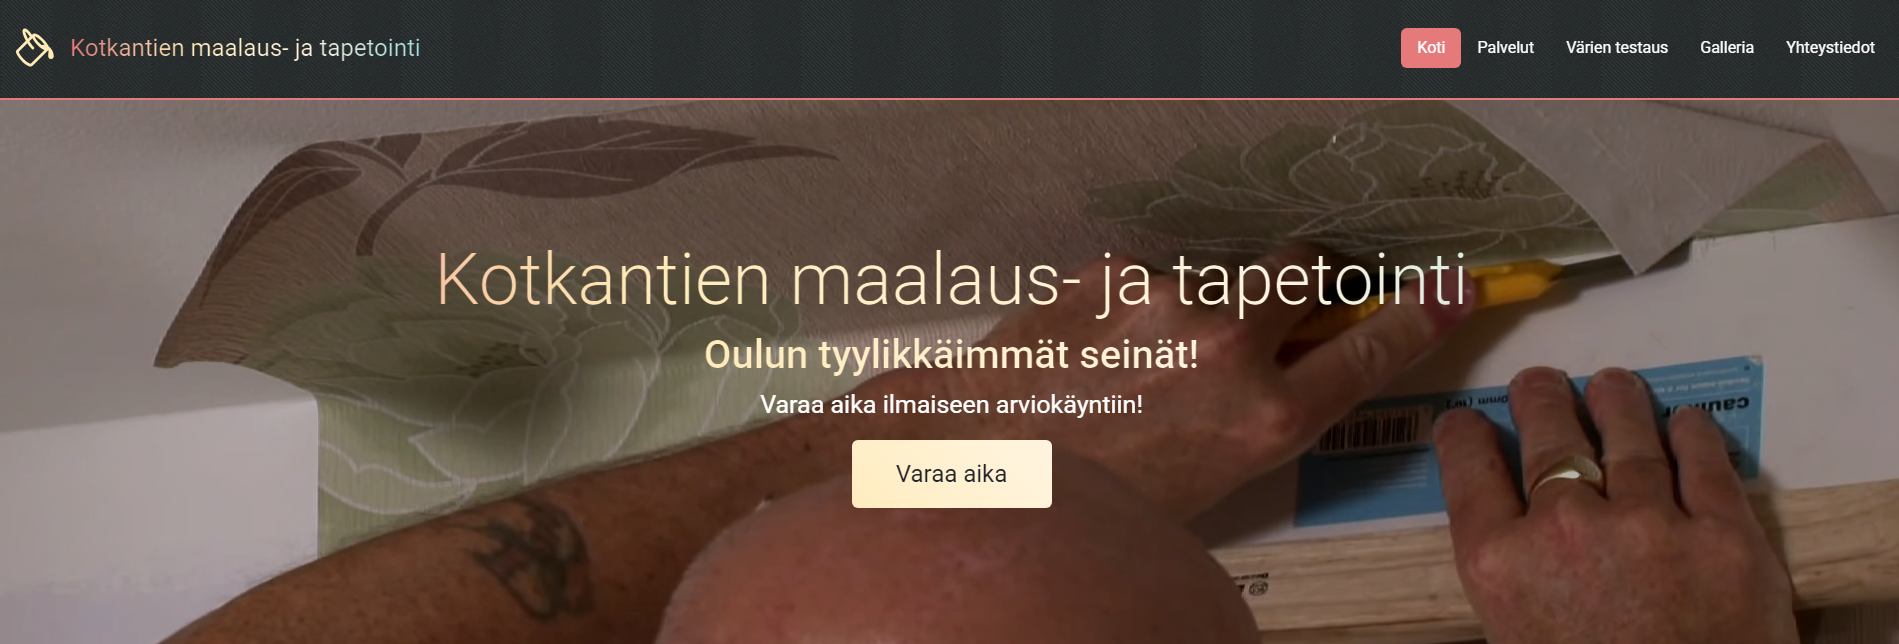 Kotkantien maalaus- ja tapetointi
Koti Palvelut Värien testaus Galleria Yhteystiedot
Kotkantien maalaus- ja tapetointi
Oulun tyylikkäimmät seinät!
Varaa aika ilmaiseen arviokäyntiin!
Varaa aika